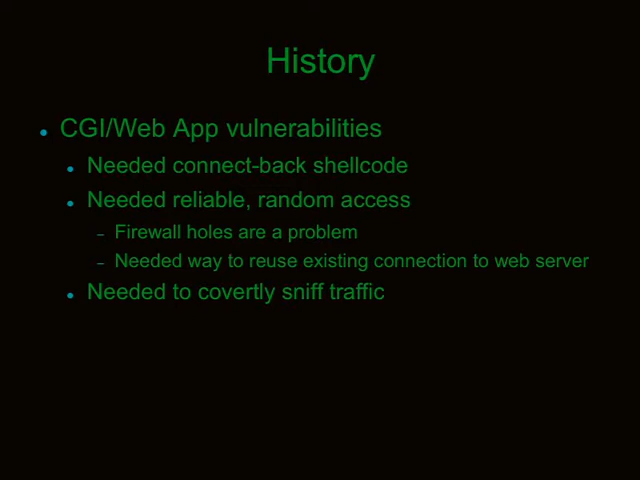 History
CGI/Web App vulnerabilities
Needed connect-back shellcode
Needed reliable, random access
– Firewall holes are a problem
– Needed way to reuse existing connection to web server
Needed to covertly sniff traffic